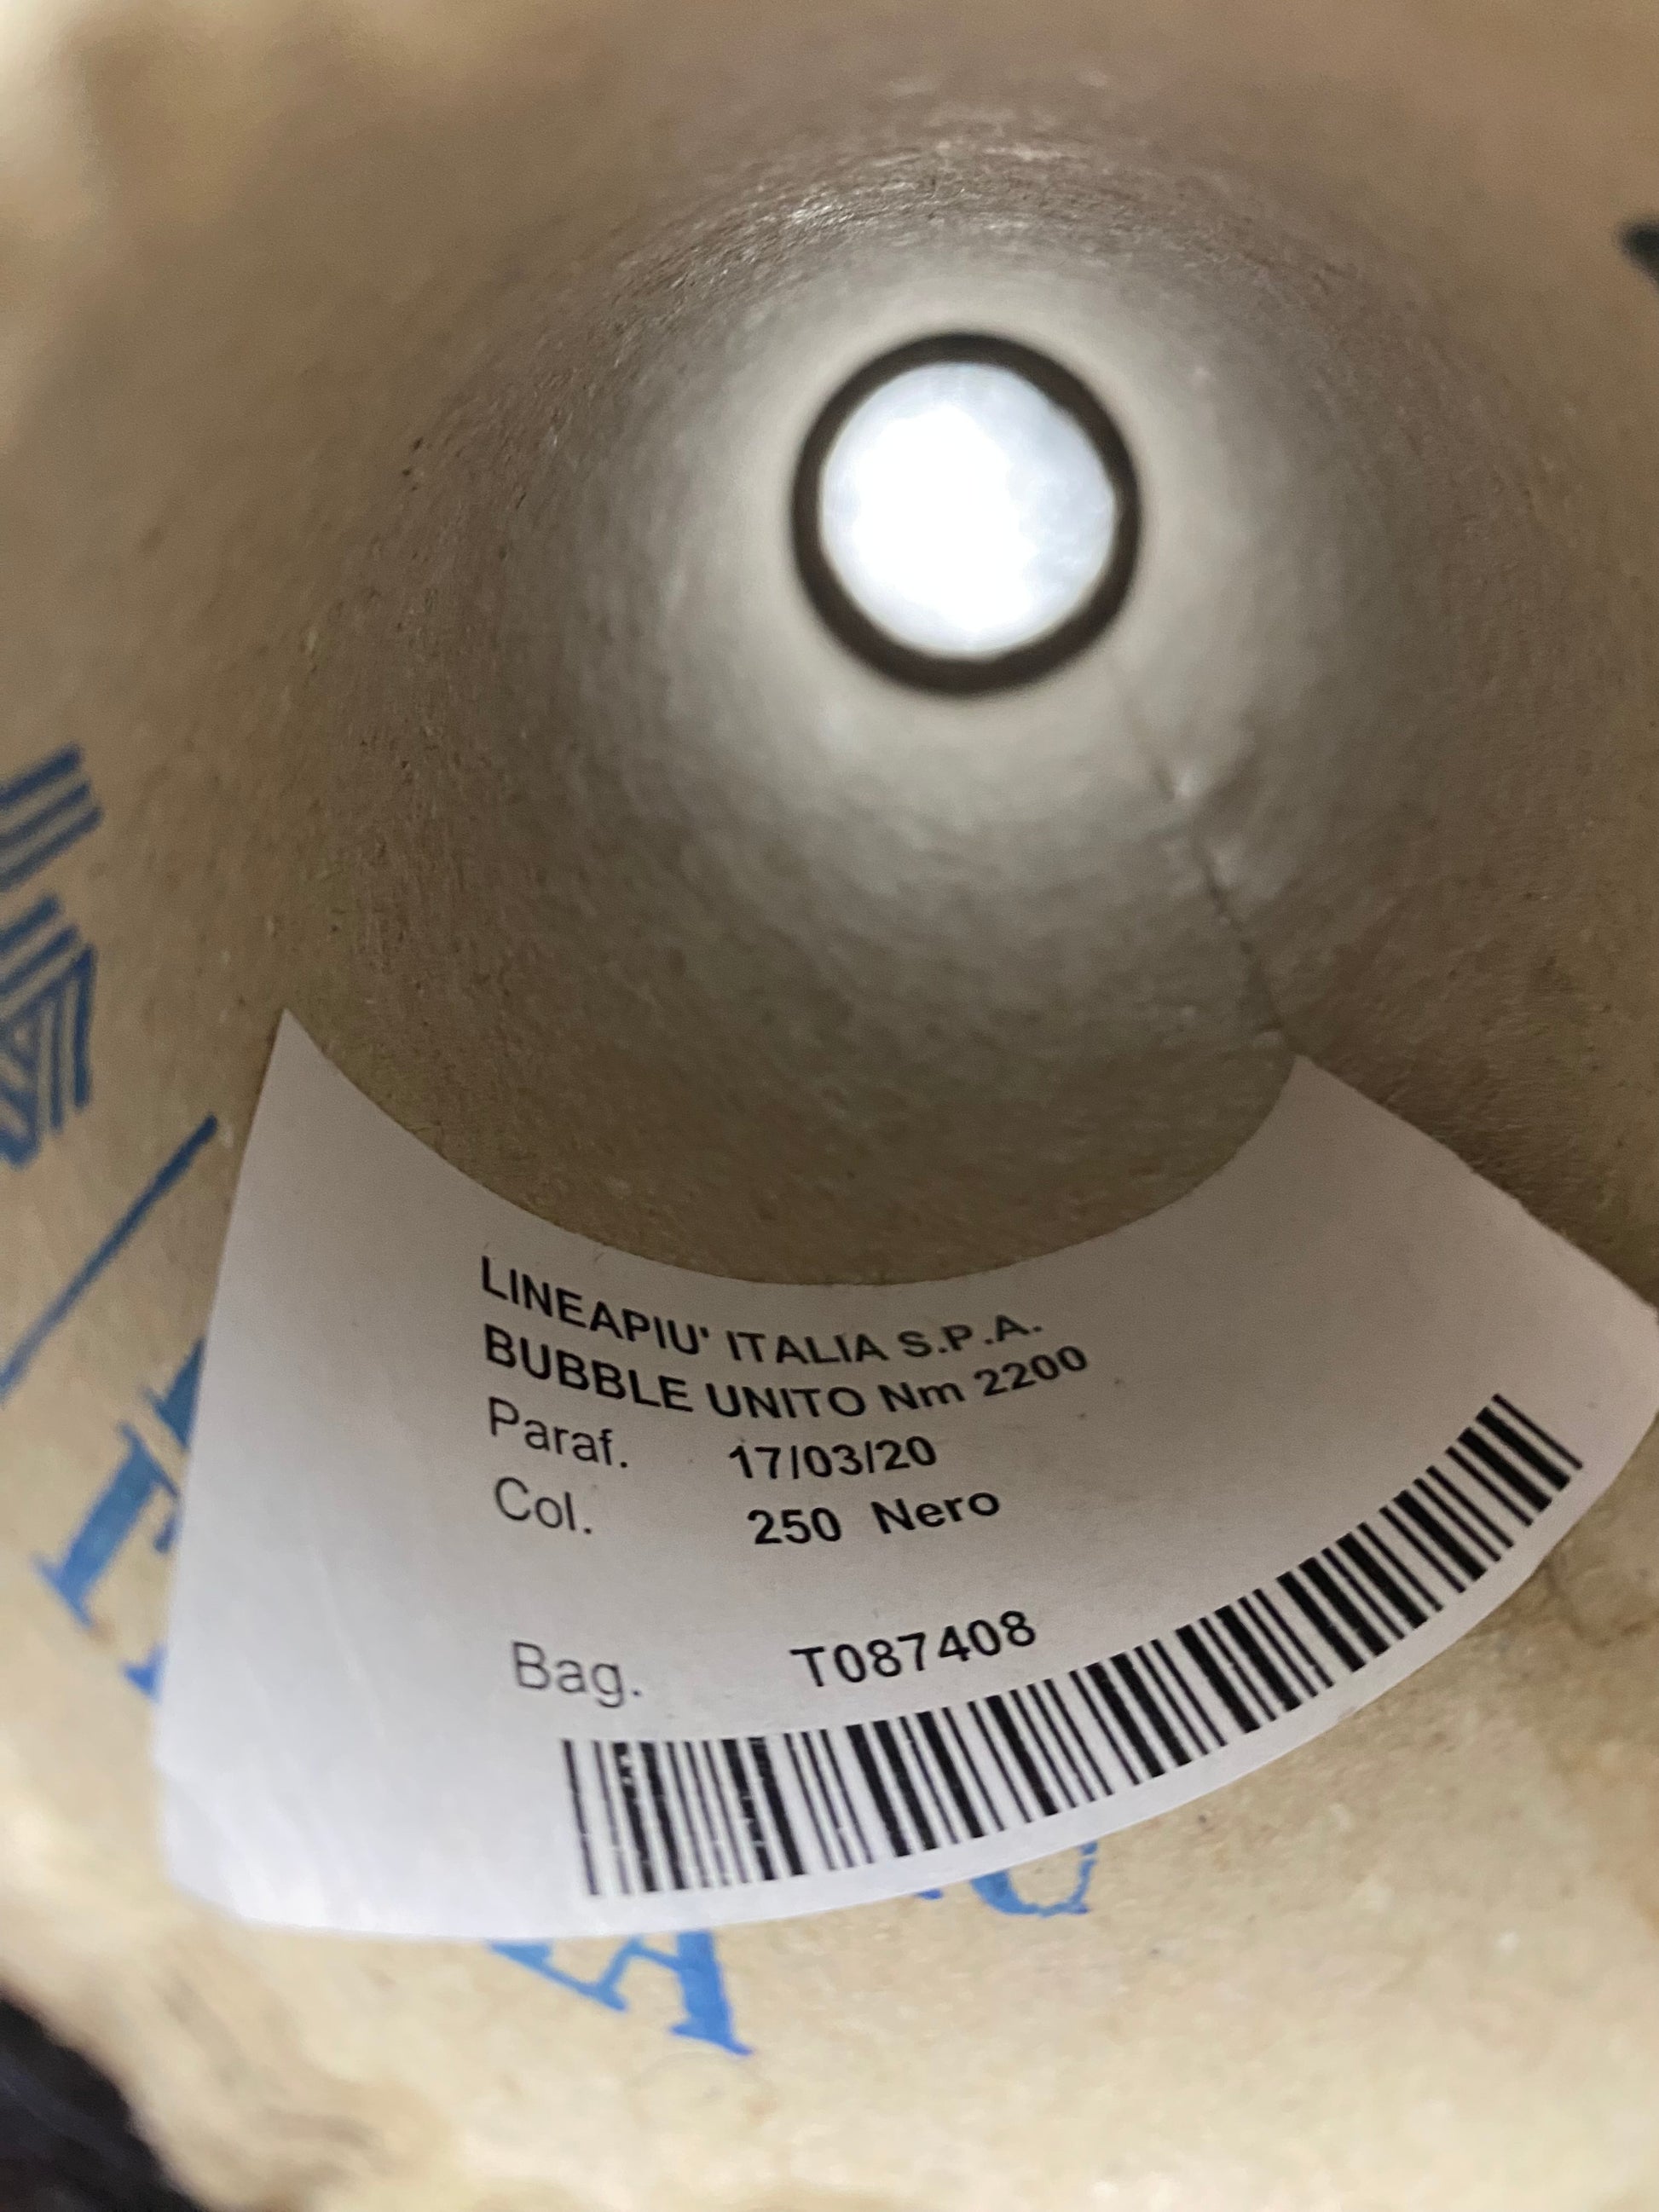 LINEAPIU' ITALIA S.P.A.
BUBBLE UNITO Nm 2200
Paraf. 17/03/20
Col. 250 Nero
Bag. T087408